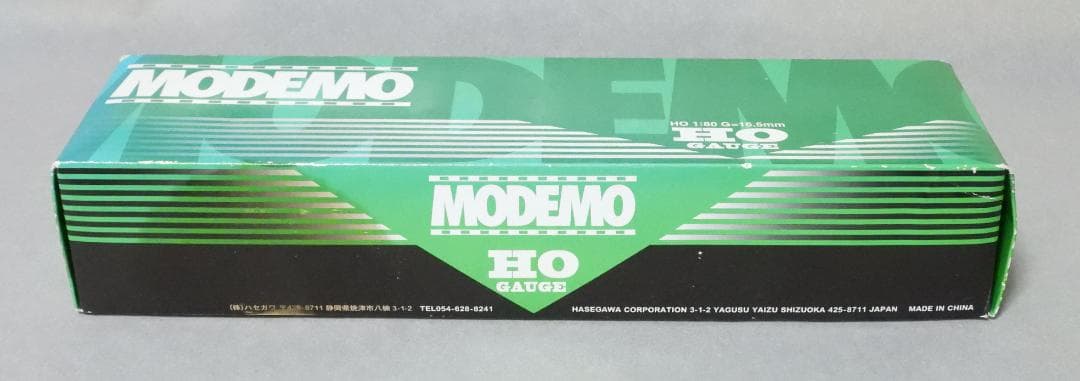 MODEMO
MODEMO
HO 1:80 G=16.5mm
HO
GAUGE
MODEMO
HO
GAUGE
(株)ハセガワ 〒425-8711 静岡県焼津市八楠 3-1-2 TEL054-628-8241
HASEGAWA CORPORATION 3-1-2 YAGUSU YAIZU SHIZUOKA 425-8711 JAPAN MADE IN CHINA